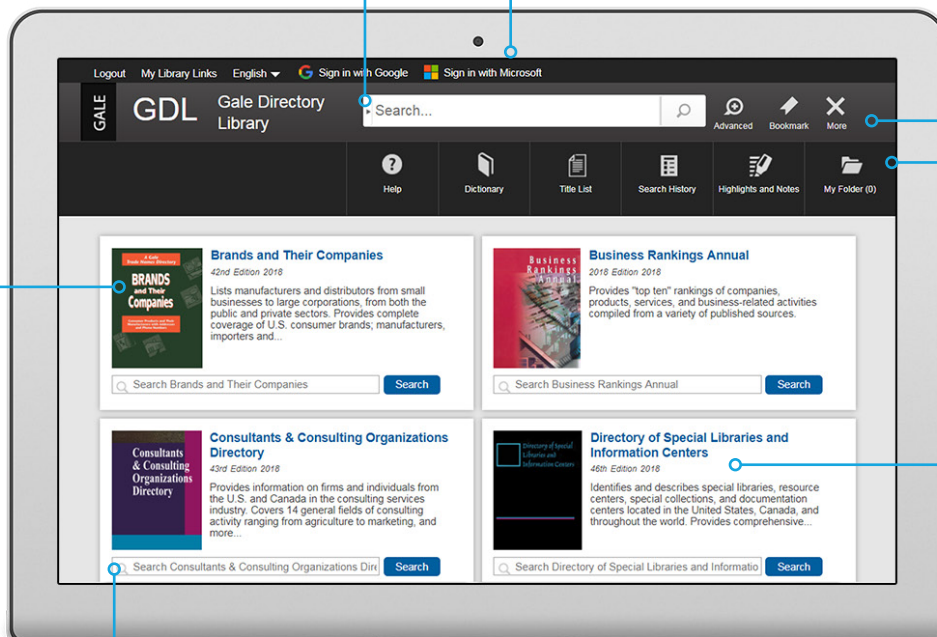 Logout My Library Links English Sign in with Google Sign in with Microsoft
GALE
GDL
Gale Directory
Library
Search...
Advanced Bookmark More
Help Dictionary Title List Search History Highlights and Notes My Folder (0)
A Gale
Trade Names Directory
BRANDS
and Their
Companies
Brands and Their Companies
42nd Edition 2018
Lists manufacturers and distributors from small
businesses to large corporations, from both the
public and private sectors. Provides complete
coverage of U.S. consumer brands; manufacturers,
importers and...
Search Brands and Their Companies Search
Business
Rankings
Annual
Business Rankings Annual
2018 Edition 2018
Provides "top ten" rankings of companies,
products, services, and business-related activities
compiled from a variety of published sources.
Search Business Rankings Annual Search
Consultants
& Consulting
Organizations
Directory
Consultants & Consulting Organizations
Directory
43rd Edition 2018
Provides information on firms and individuals from
the U.S. and Canada in the consulting services
industry. Covers 14 general fields of consulting
activity ranging from agriculture to marketing, and
more...
Search Consultants & Consulting Organizations Dire Search
Directory of Special
Libraries and
Information Centers
Directory of Special Libraries and
Information Centers
46th Edition 2018
Identifies and describes special libraries, resource
centers, special collections, and documentation
centers located in the United States, Canada, and
throughout the world. Provides comprehensive...
Search Directory of Special Libraries and Informatio Search